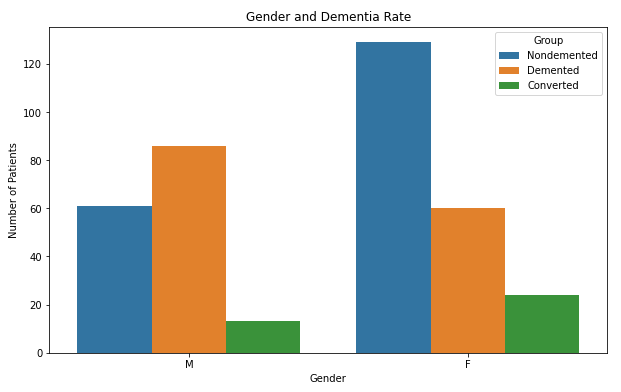 Gender and Dementia Rate
Group
Nondemented
Demented
Converted
120
100
80
60
40
20
0
Number of Patients
M
F
Gender